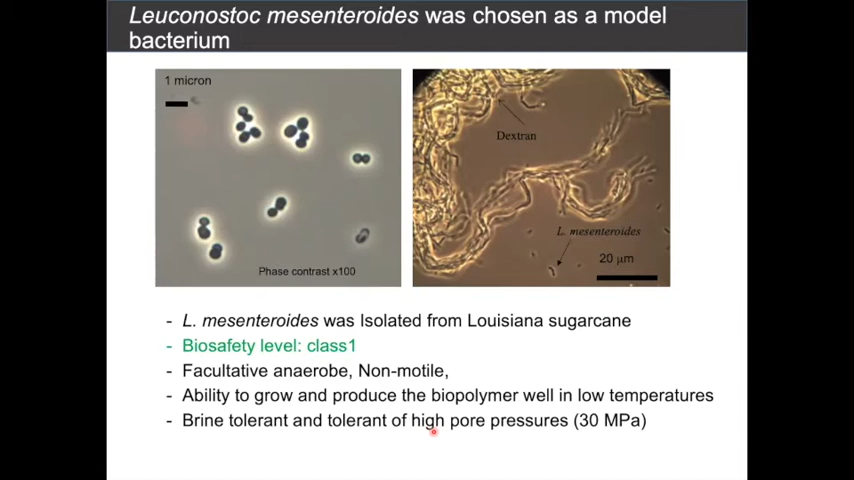 Leuconostoc mesenteroides was chosen as a model
bacterium
1 micron
Phase contrast x100
Dextran
L. mesenteroides
20 μm
- L. mesenteroides was Isolated from Louisiana sugarcane
- Biosafety level: class1
- Facultative anaerobe, Non-motile,
- Ability to grow and produce the biopolymer well in low temperatures
- Brine tolerant and tolerant of high pore pressures (30 MPa)